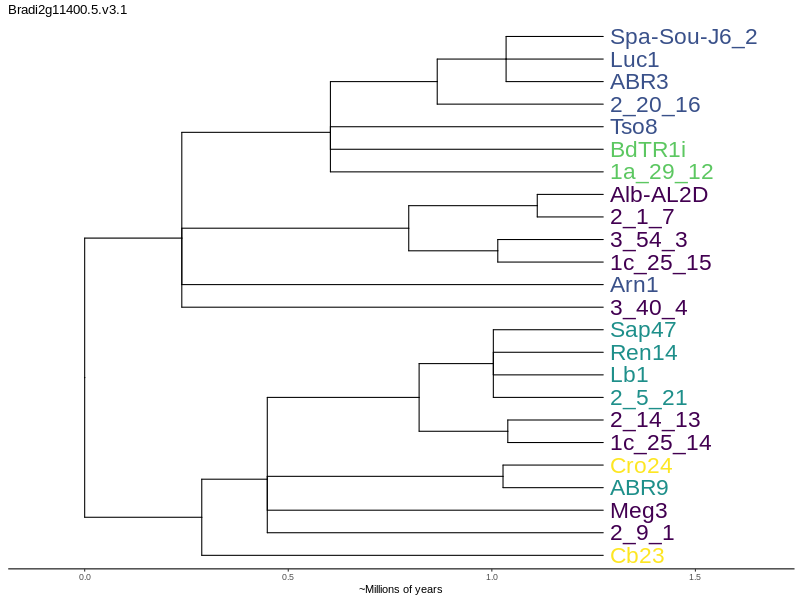 Bradi2g11400.5.v3.1
Spa-Sou-J6_2
Luc1
ABR3
2_20_16
Tso8
BdTR1i
1a_29_12
Alb-AL2D
2_1_7
3_54_3
1c_25_15
Arn1
3_40_4
Sap47
Ren14
Lb1
2_5_21
2_14_13
1c_25_14
Cro24
ABR9
Meg3
2_9_1
Cb23
0.0 0.5 1.0 1.5
~Millions of years